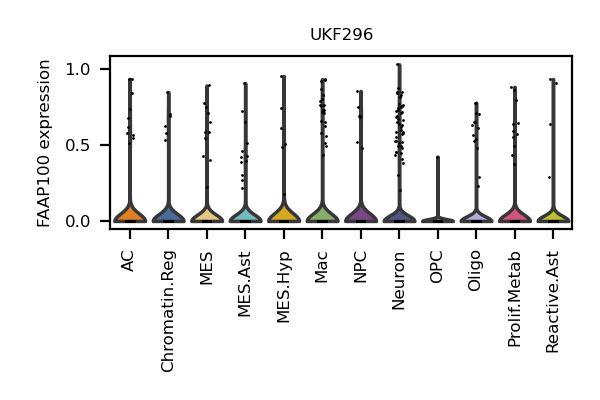 UKF296
FAAP100 expression
1.0
0.5
0.0
AC
Chromatin.Reg
MES
MES.Ast
MES.Hyp
Mac
NPC
Neuron
OPC
Oligo
Prolif.Metab
Reactive.Ast